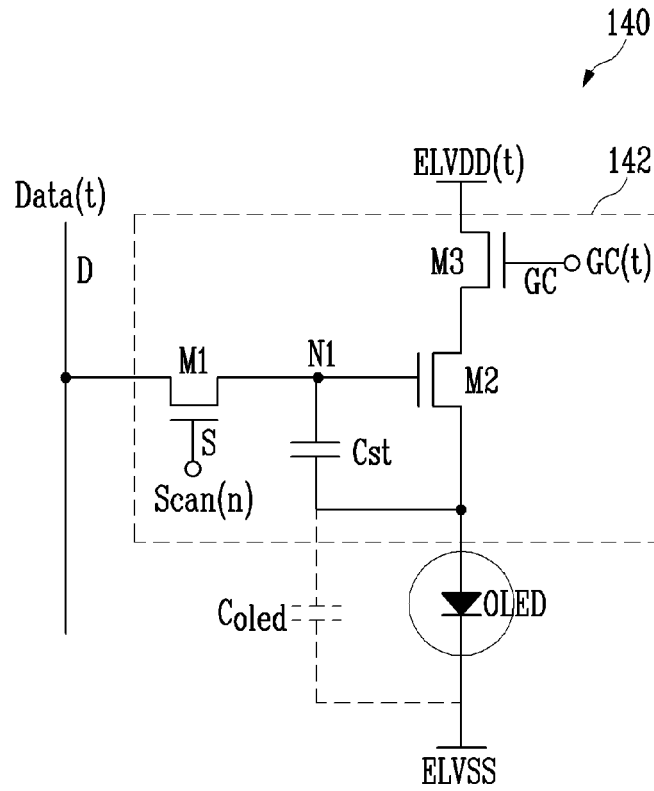 140
ELVDD(t)
142
Data(t)
D
M3
GC
GC(t)
M1
N1
M2
S
Cst
Scan(n)
Coled
OLED
ELVSS